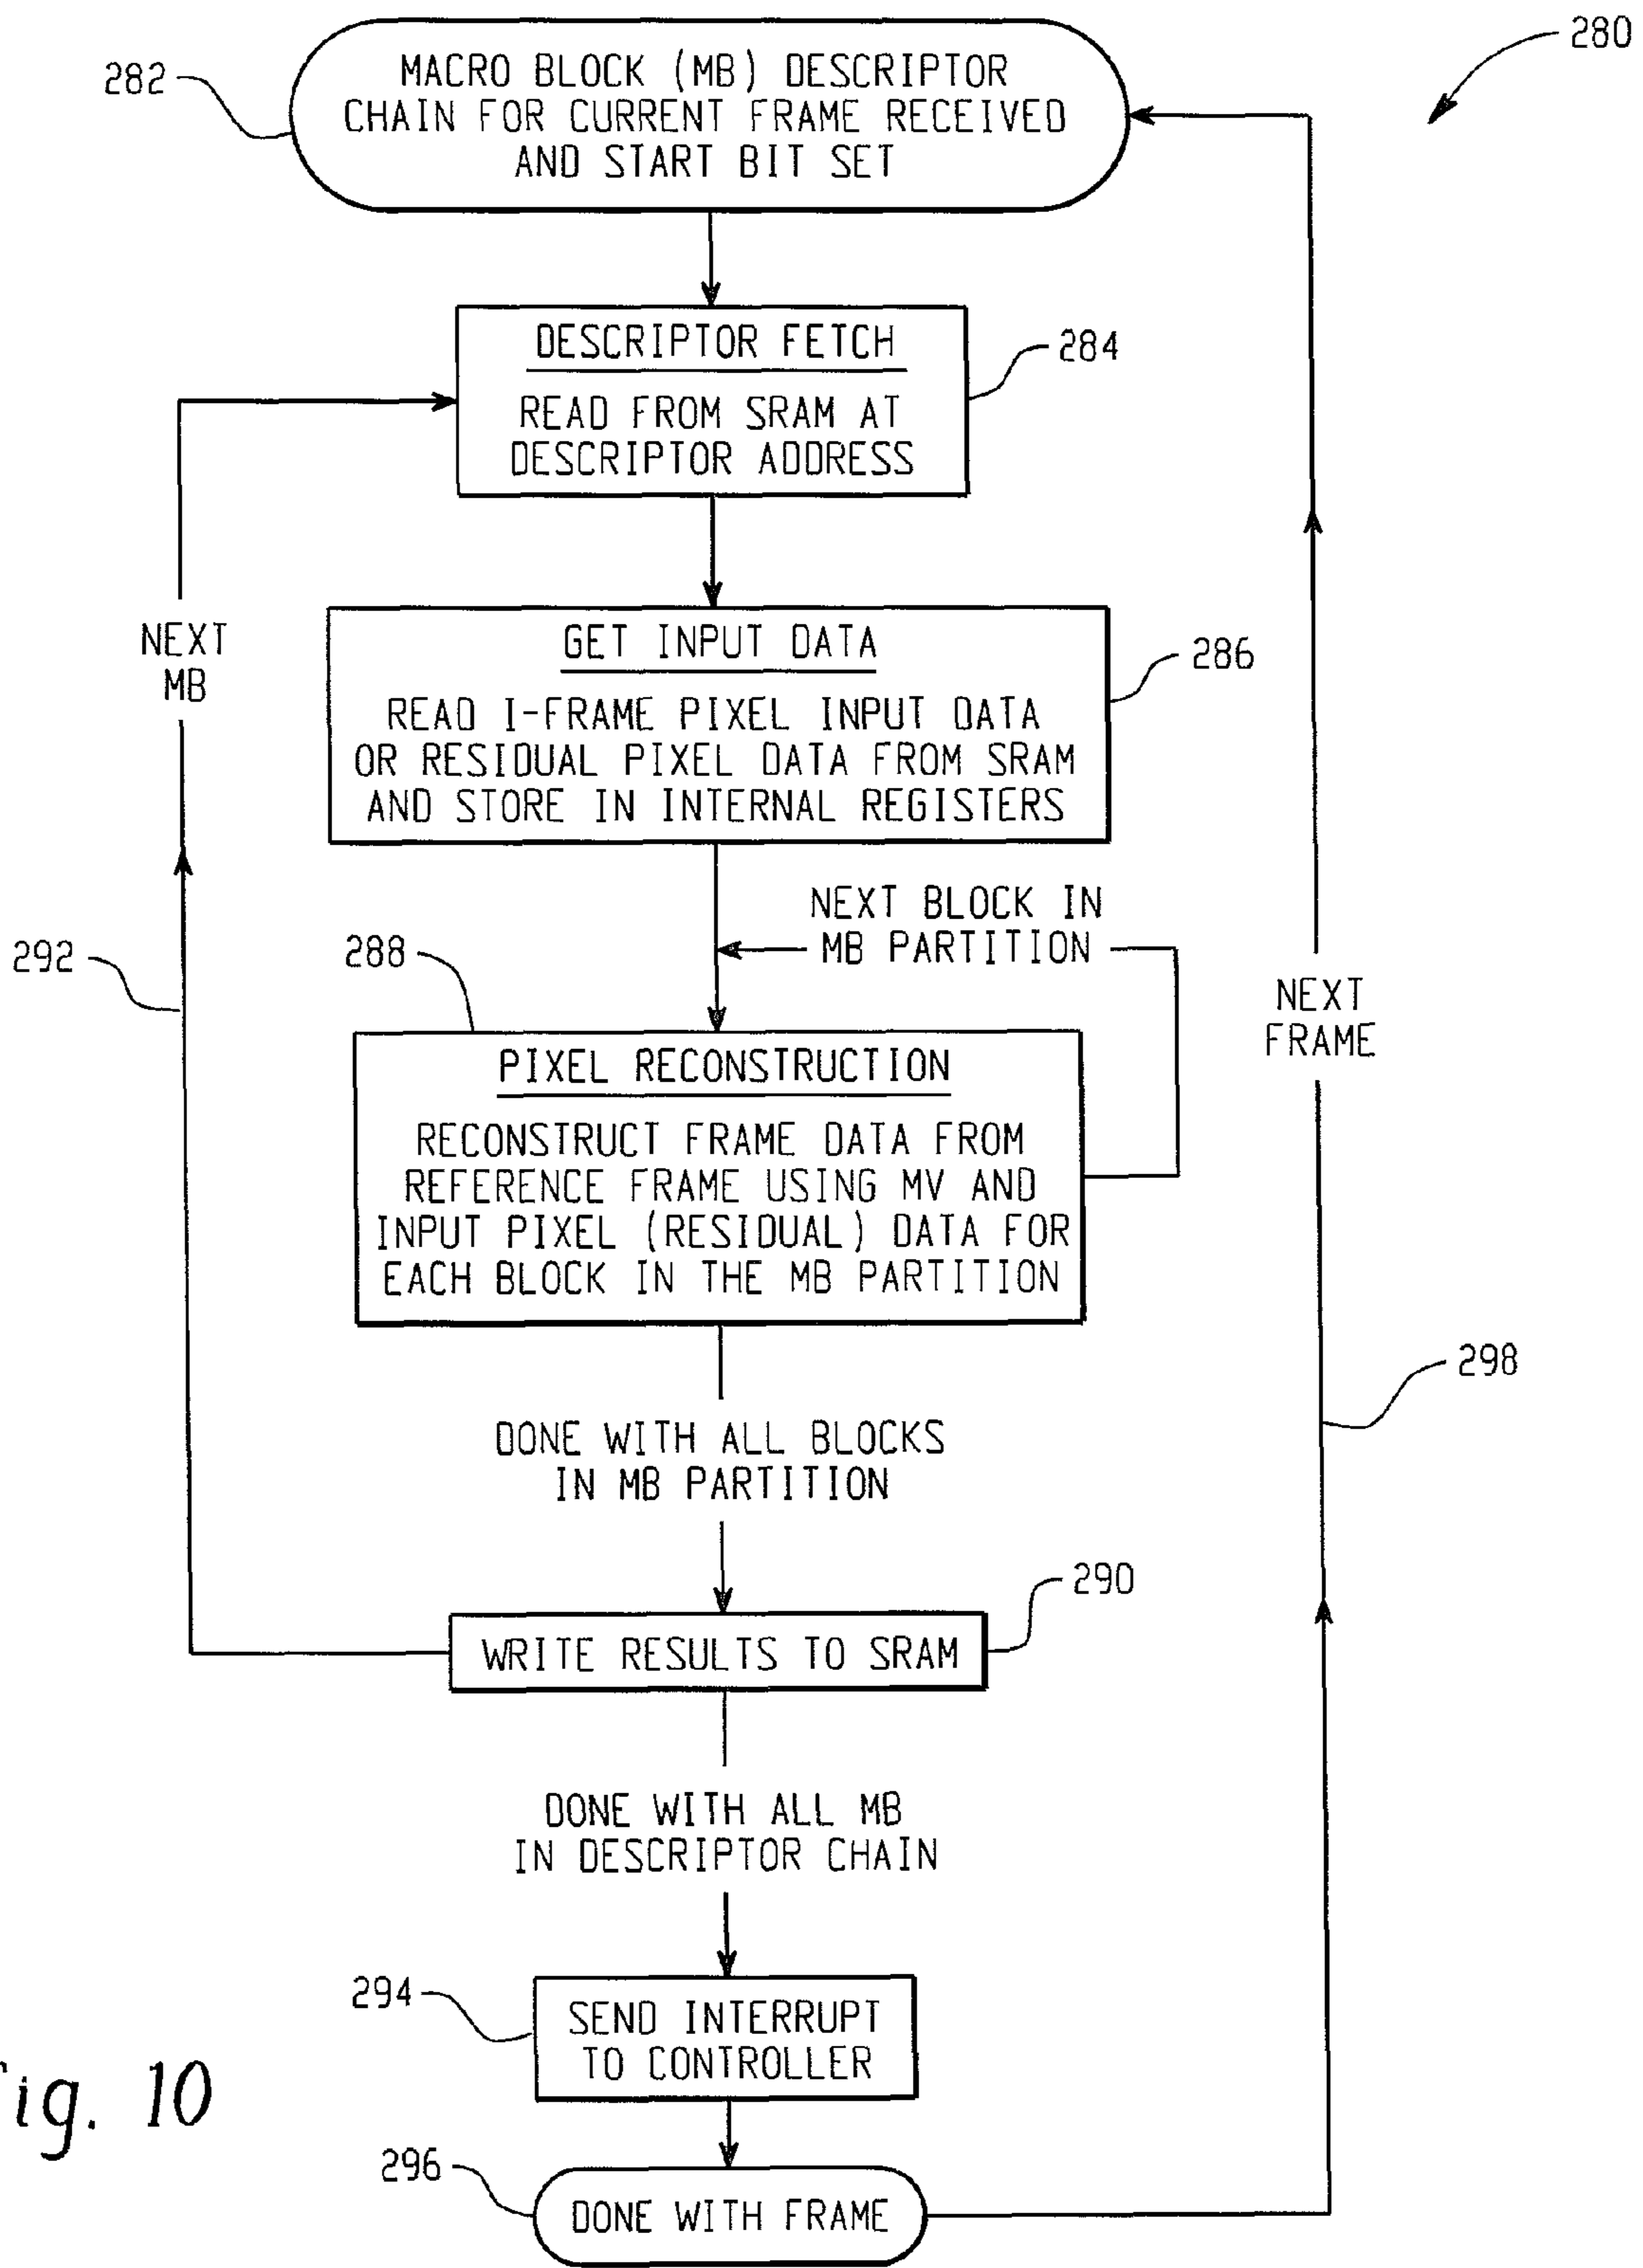 280
282
MACRO BLOCK (MB) DESCRIPTOR
CHAIN FOR CURRENT FRAME RECEIVED
AND START BIT SET
DESCRIPTOR FETCH
284
READ FROM SRAM AT
DESCRIPTOR ADDRESS
NEXT
MB
GET INPUT DATA
286
READ I-FRAME PIXEL INPUT DATA
OR RESIDUAL PIXEL DATA FROM SRAM
AND STORE IN INTERNAL REGISTERS
NEXT BLOCK IN
MB PARTITION
292
288
NEXT
FRAME
PIXEL RECONSTRUCTION
RECONSTRUCT FRAME DATA FROM
REFERENCE FRAME USING MV AND
INPUT PIXEL (RESIDUAL) DATA FOR
EACH BLOCK IN THE MB PARTITION
298
DONE WITH ALL BLOCKS
IN MB PARTITION
290
WRITE RESULTS TO SRAM
DONE WITH ALL MB
IN DESCRIPTOR CHAIN
294
SEND INTERRUPT
TO CONTROLLER
296
DONE WITH FRAME
Fig. 10